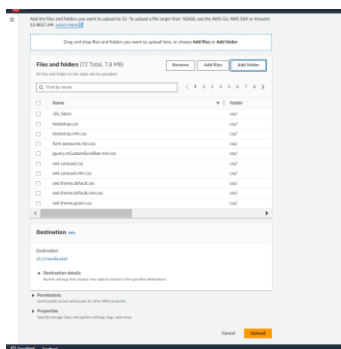 Add the files and folders you want to upload to S3. To upload a file larger than 160GB, use the AWS CLI, AWS SDK or Amazon
S3 REST API. Learn more
Drag and drop files and folders you want to upload here, or choose Add files or Add folder.
Files and folders (72 Total, 7.8 MB)
Remove
Add files
Add folder
All files and folders in this table will be uploaded.
Find by name
1 2 3 4 5 6 7 8
Name
Folder
.DS_Store css/
bootstrap.css css/
bootstrap.min.css css/
font-awesome.min.css css/
jquery.mCustomScrollbar.min.css css/
owl.carousel.css css/
owl.carousel.min.css css/
owl.theme.default.css css/
owl.theme.default.min.css css/
owl.theme.green.css css/
Destination Info
Destination
Destination details
Bucket settings that impact new objects stored in the specified destination.
Permissions
Grant public access and access to other AWS accounts.
Properties
Specify storage class, encryption settings, tags, and more.
Cancel
Upload